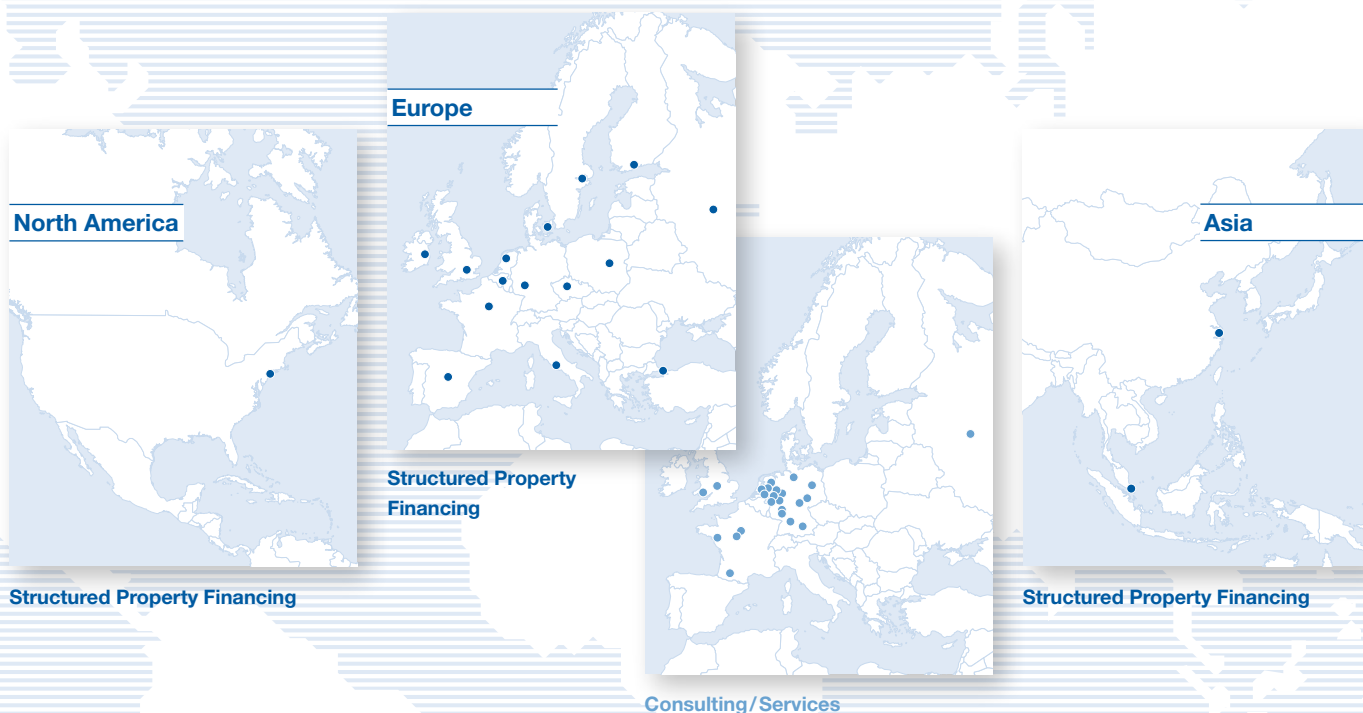 Europe
North America
Asia
Structured Property
Financing
Structured Property Financing
Structured Property Financing
Consulting/Services